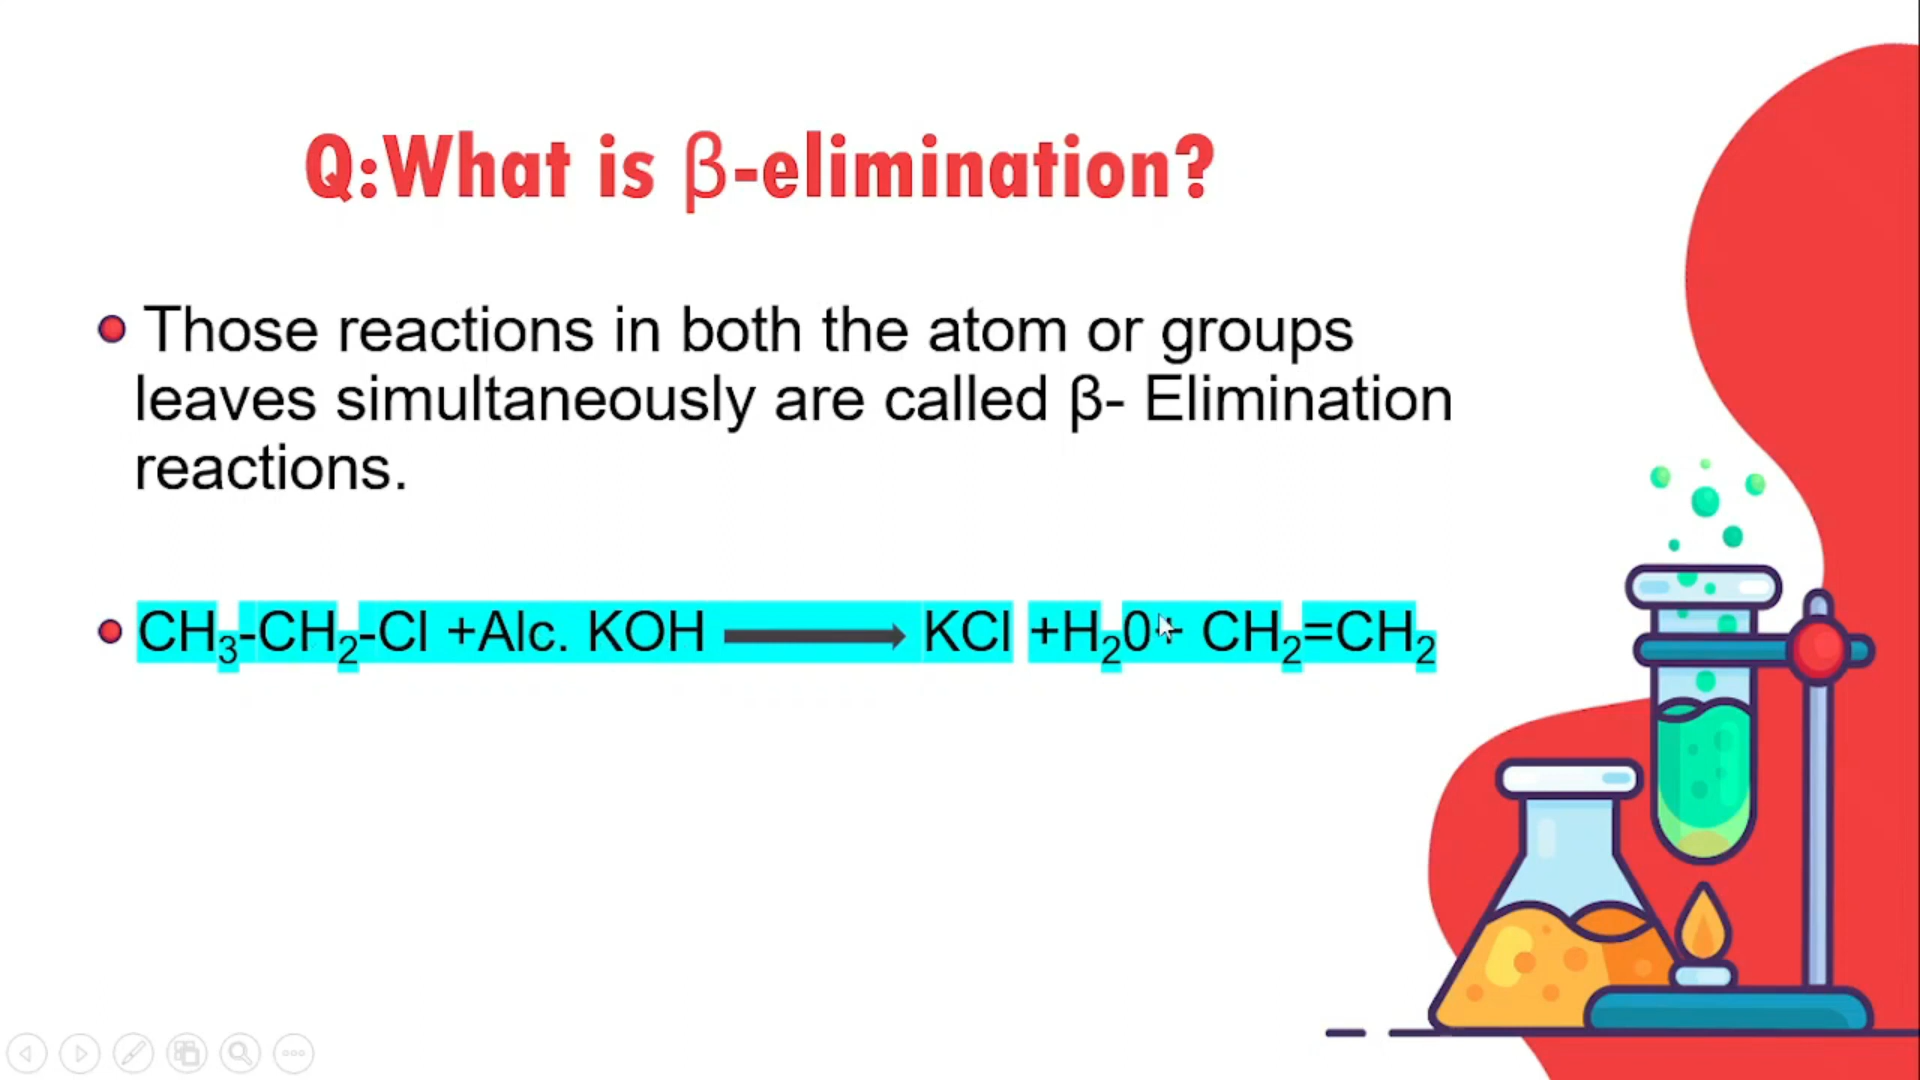 Q:What is β-elimination?
Those reactions in both the atom or groups
leaves simultaneously are called β- Elimination
reactions.
CH₃-CH₂-Cl +Alc. KOH ⟶ KCl +H₂0+ CH₂=CH₂